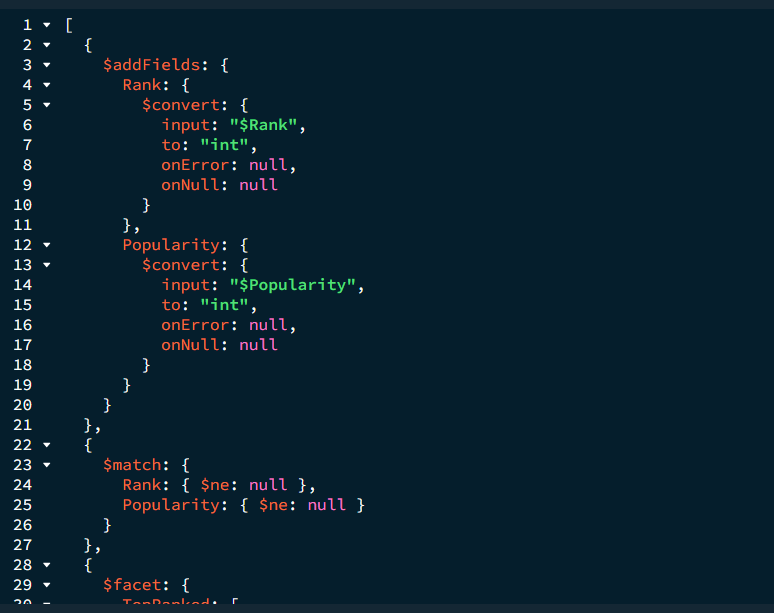 1 [
2 {
3 $addFields: {
4 Rank: {
5 $convert: {
6 input: "$Rank",
7 to: "int",
8 onError: null,
9 onNull: null
10 }
11 },
12 Popularity: {
13 $convert: {
14 input: "$Popularity",
15 to: "int",
16 onError: null,
17 onNull: null
18 }
19 }
20 }
21 },
22 {
23 $match: {
24 Rank: { $ne: null },
25 Popularity: { $ne: null }
26 }
27 },
28 {
29 $facet: {
30 TopRanked: [